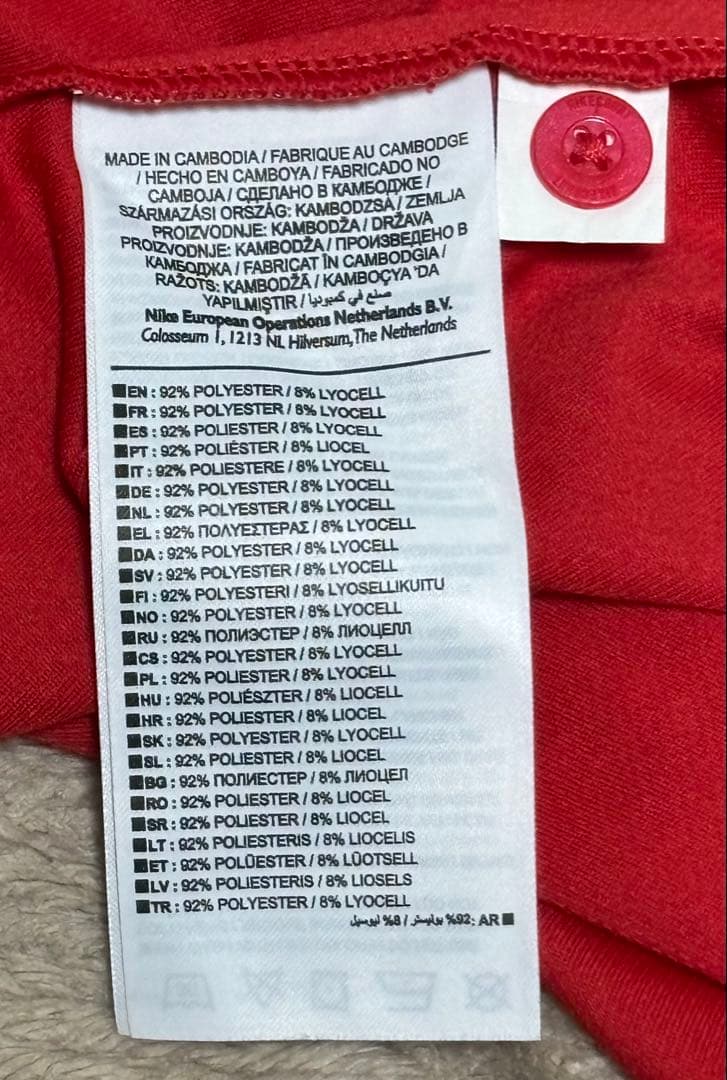 MADE IN CAMBODIA / FABRIQUE AU CAMBODGE
/ HECHO EN CAMBOYA / FABRICADO NO
CAMBOJA / СДЕЛАНО В КАМБОДЖЕ /
SZÁRMAZÁSI ORSZÁG: KAMBODZSA / ZEMLJA
PROIZVODNJE: KAMBODŽA / DRŽAVA
PROIZVODNJE: KAMBODŽA / ПРОИЗВЕДЕНО В
КАМБОДЖА / FABRICAT ÎN CAMBODGIA /
RAŽOTS: KAMBODŽĀ / KAMBOÇYA 'DA
YAPILMIŞTIR / صنع في كمبوديا
Nike European Operations Netherlands B.V.
Colosseum 1, 1213 NL Hilversum, The Netherlands
EN : 92% POLYESTER / 8% LYOCELL
FR : 92% POLYESTER / 8% LYOCELL
ES : 92% POLYESTER / 8% LYOCELL
PT : 92% POLIÉSTER / 8% LIOCEL
IT : 92% POLIESTERE / 8% LYOCELL
DE : 92% POLYESTER / 8% LYOCELL
NL : 92% POLYESTER / 8% LYOCELL
EL : 92% ΠΟΛΥΕΣΤΕΡΑΣ / 8% LYOCELL
DA : 92% POLYESTER / 8% LYOCELL
SV : 92% POLYESTER / 8% LYOCELL
FI : 92% POLYESTERI / 8% LYOSELLIKUITU
NO : 92% POLYESTER / 8% LYOCELL
RU : 92% ПОЛИЭСТЕР / 8% ЛИОЦЕЛЛ
CS : 92% POLYESTER / 8% LYOCELL
PL : 92% POLIESTER / 8% LYOCELL
HU : 92% POLIÉSZTER / 8% LIOCELL
HR : 92% POLIESTER / 8% LIOCEL
SK : 92% POLYESTER / 8% LYOCELL
SL : 92% POLIESTER / 8% LIOCEL
BG : 92% ПОЛИЕСТЕР / 8% ЛИОЦЕЛ
RO : 92% POLIESTER / 8% LIOCEL
SR : 92% POLIESTER / 8% LIOCEL
LT : 92% POLIESTERIS / 8% LIOCELIS
ET : 92% POLÜESTER / 8% LÜOTSELL
LV : 92% POLIESTERIS / 8% LIOSELS
TR : 92% POLYESTER / 8% LYOCELL
AR :92% بوليستر / 8% ليوسيل